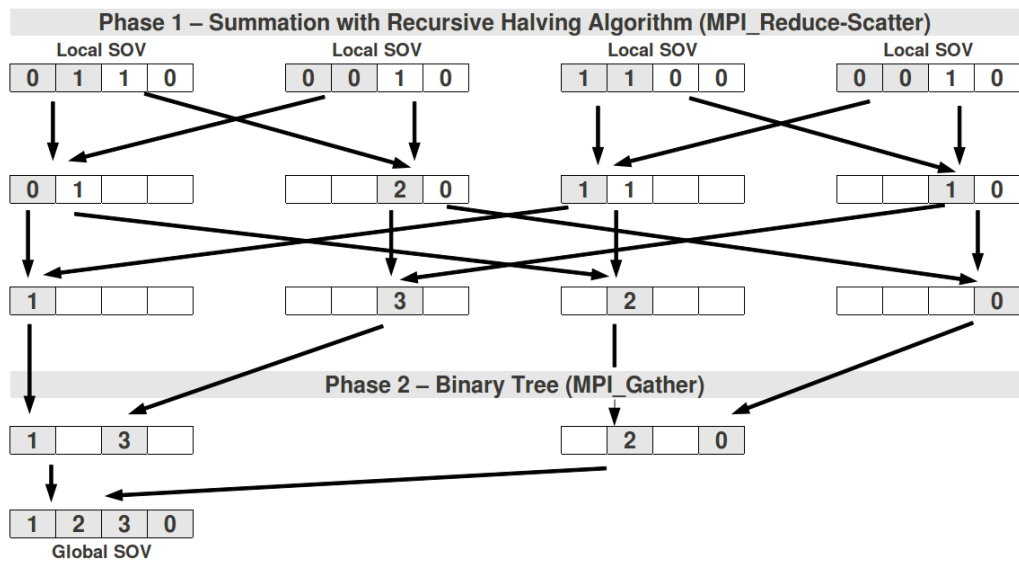 Phase 1 – Summation with Recursive Halving Algorithm (MPI_Reduce-Scatter)
Local SOV Local SOV Local SOV Local SOV
0 1 1 0 0 0 1 0 1 1 0 0 0 0 1 0
0 1 2 0 1 1 1 0
1 3 2 0
Phase 2 – Binary Tree (MPI_Gather)
1 3 2 0
1 2 3 0
Global SOV